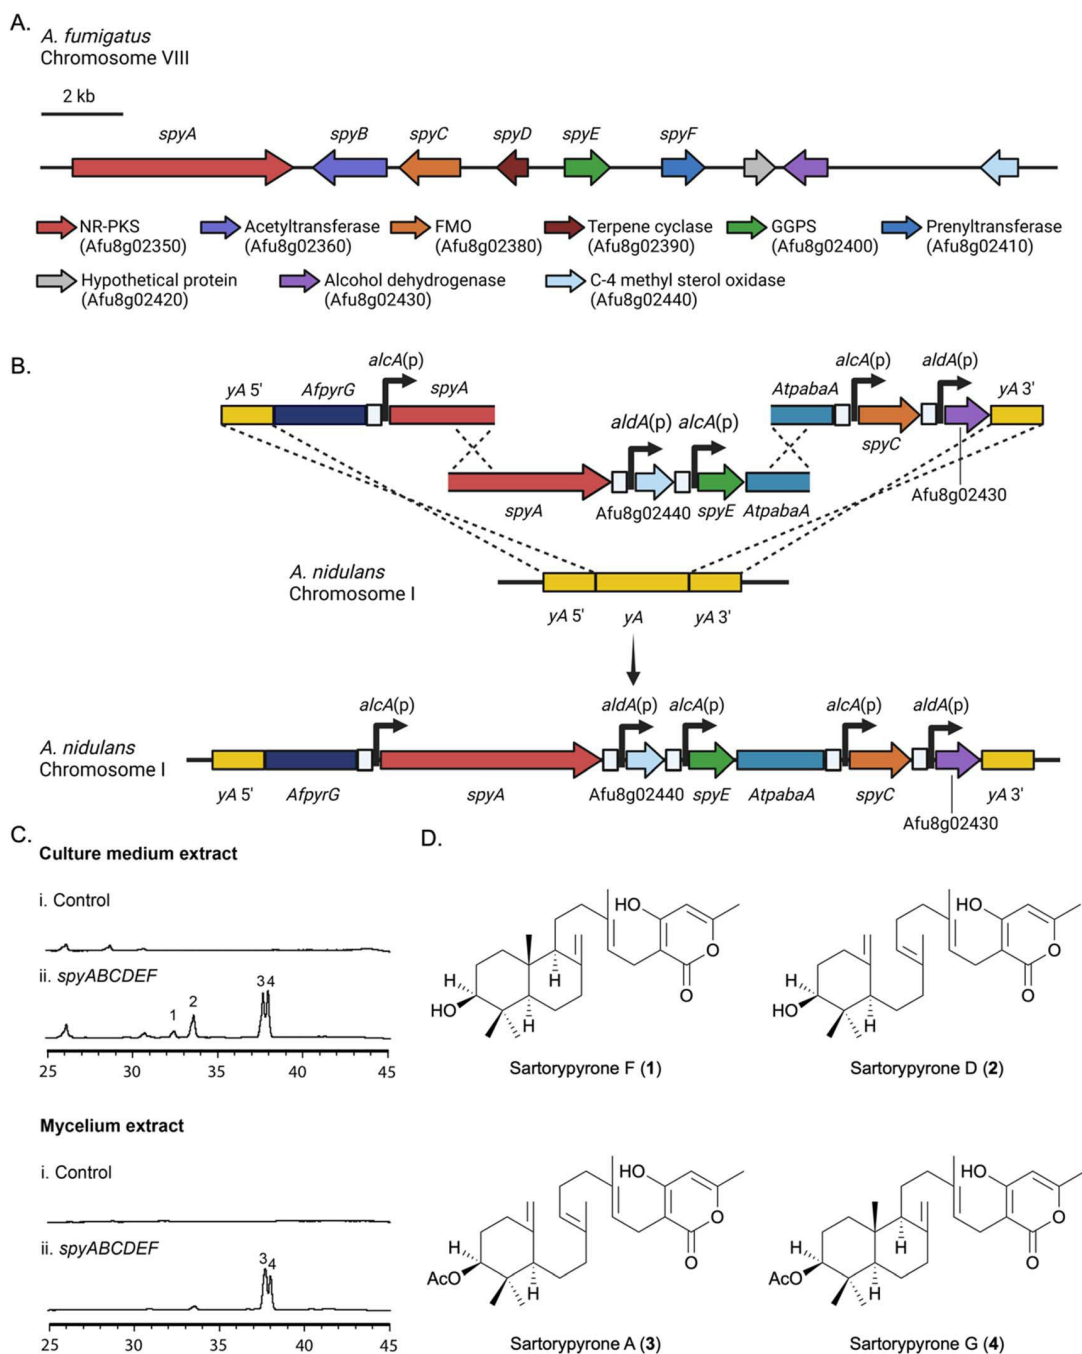 A.
A. fumigatus
Chromosome VIII
2 kb
spyA spyB spyC spyD spyE spyF
NR-PKS Acetyltransferase FMO Terpene cyclase GGPS Prenyltransferase
(Afu8g02350) (Afu8g02360) (Afu8g02380) (Afu8g02390) (Afu8g02400) (Afu8g02410)
Hypothetical protein Alcohol dehydrogenase C-4 methyl sterol oxidase
(Afu8g02420) (Afu8g02430) (Afu8g02440)
B.
alcA(p) alcA(p) aldA(p)
yA 5' AfpyrG spyA AtpabaA yA 3'
aldA(p) alcA(p)
spyC
Afu8g02430
spyA Afu8g02440 spyE AtpabaA
A. nidulans
Chromosome I
yA 5' yA yA 3'
alcA(p) aldA(p) alcA(p) alcA(p) aldA(p)
A. nidulans
Chromosome I
yA 5' AfpyrG spyA Afu8g02440 spyE AtpabaA spyC yA 3'
Afu8g02430
C.
Culture medium extract
i. Control
ii. spyABCDEF
1 2 3 4
25 30 35 40 45
Mycelium extract
i. Control
ii. spyABCDEF
3 4
25 30 35 40 45
D.
HO O O H H HO H
Sartorypyrone F (1)
HO O O H HO H
Sartorypyrone D (2)
HO O O H AcO H
Sartorypyrone A (3)
HO O O H H AcO H
Sartorypyrone G (4)